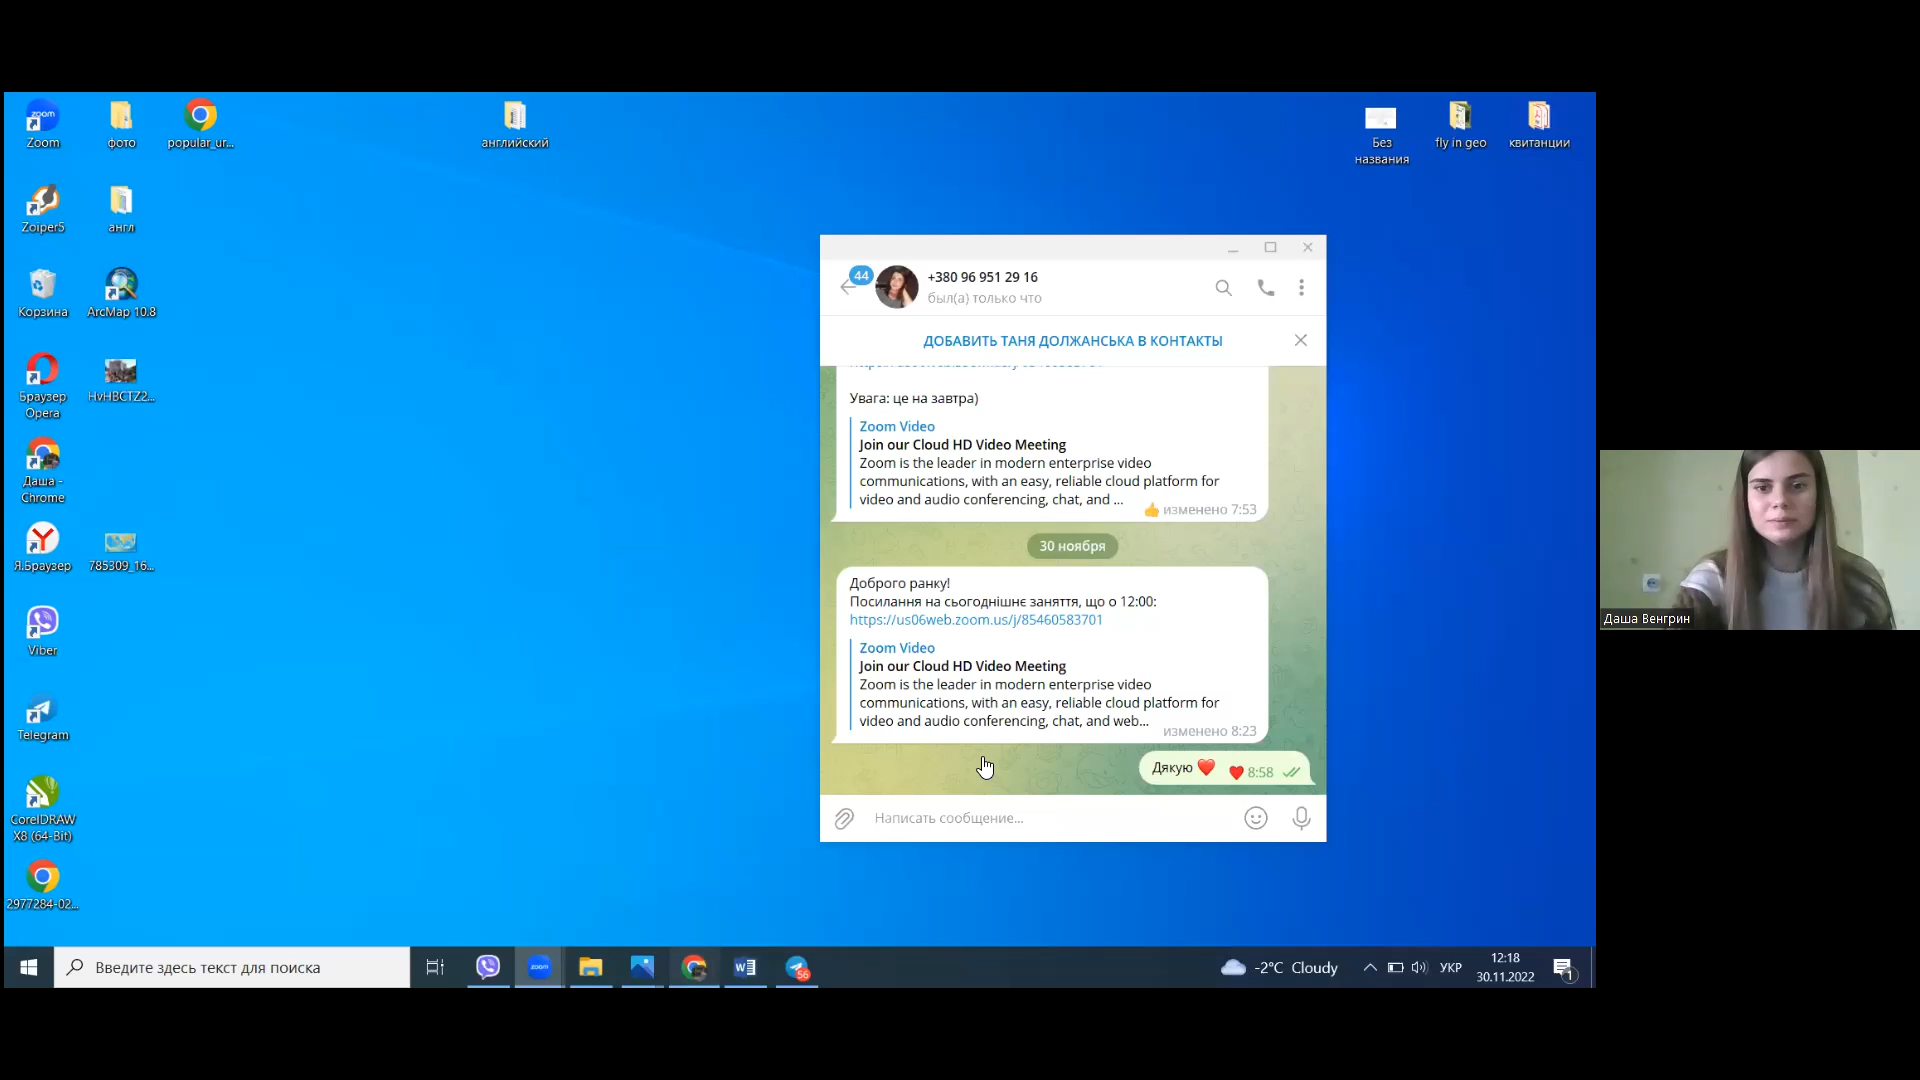 Zoom
фото
popular_ur...
английский
Без
названия
fly in geo
квитанции
Zoiper5
англ
Корзина
ArcMap 10.8
Браузер
Opera
HvHBCTZ2...
Даша -
Chrome
Я.Браузер
785309_16...
Viber
Telegram
CorelDRAW
X8 (64-Bit)
2977284-02...
44
+380 96 951 29 16
был(а) только что
ДОБАВИТЬ ТАНЯ ДОЛЖАНСЬКА В КОНТАКТЫ
Увага: це на завтра)
Zoom Video
Join our Cloud HD Video Meeting
Zoom is the leader in modern enterprise video
communications, with an easy, reliable cloud platform for
video and audio conferencing, chat, and ...
изменено 7:53
30 ноября
Доброго ранку!
Посилання на сьогоднішнє заняття, що о 12:00:
https://us06web.zoom.us/j/85460583701
Zoom Video
Join our Cloud HD Video Meeting
Zoom is the leader in modern enterprise video
communications, with an easy, reliable cloud platform for
video and audio conferencing, chat, and web...
изменено 8:23
Дякую ❤️ ❤️ 8:58
Написать сообщение...
Даша Венгрин
Введите здесь текст для поиска
zoom
56
-2°C Cloudy
УКР
12:18
30.11.2022
1